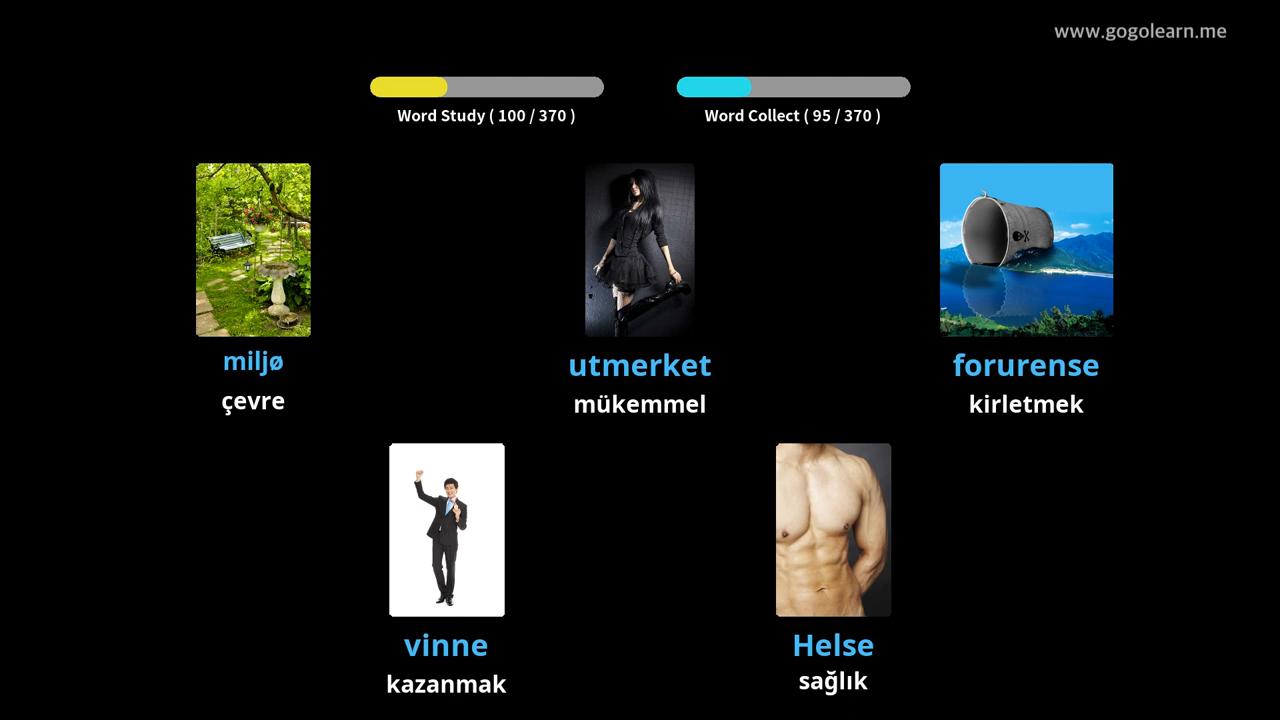 www.gogolearn.me
Word Study ( 100 / 370 )
Word Collect ( 95 / 370 )
miljø
çevre
utmerket
mükemmel
forurense
kirletmek
vinne
kazanmak
Helse
sağlık